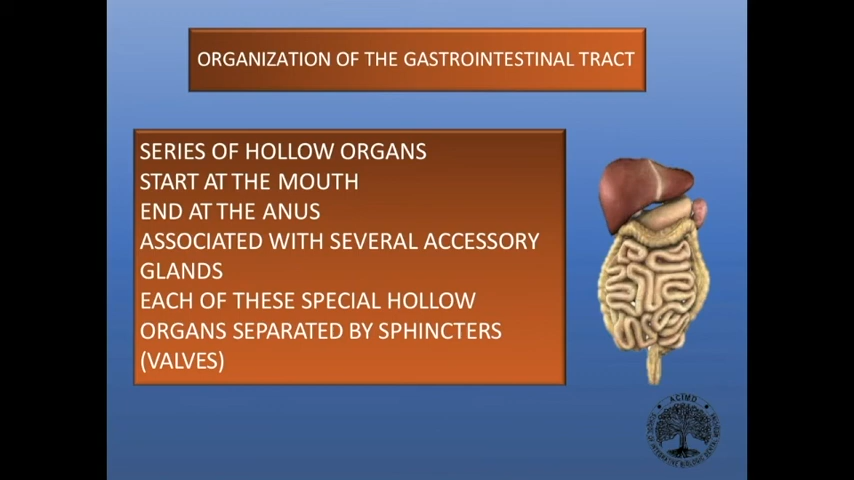 ORGANIZATION OF THE GASTROINTESTINAL TRACT
SERIES OF HOLLOW ORGANS
START AT THE MOUTH
END AT THE ANUS
ASSOCIATED WITH SEVERAL ACCESSORY
GLANDS
EACH OF THESE SPECIAL HOLLOW
ORGANS SEPARATED BY SPHINCTERS
(VALVES)
ACIMD